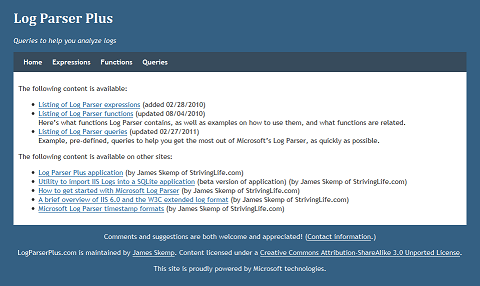 Log Parser Plus
Queries to help you analyze logs
Home Expressions Functions Queries
The following content is available:
Listing of Log Parser expressions (added 02/28/2010)
Listing of Log Parser functions (updated 08/04/2010)
Here's what functions Log Parser contains, as well as examples on how to use them, and what functions are related.
Listing of Log Parser queries (updated 02/27/2011)
Example, pre-defined, queries to help you get the most out of Microsoft's Log Parser, as quickly as possible.
The following content is available on other sites:
Log Parser Plus application (by James Skemp of StrivingLife.com)
Utility to import IIS Logs into a SQLite application (beta version of application) (by James Skemp of StrivingLife.com)
How to get started with Microsoft Log Parser (by James Skemp of StrivingLife.com)
A brief overview of IIS 6.0 and the W3C extended log format (by James Skemp of StrivingLife.com)
Microsoft Log Parser timestamp formats (by James Skemp of StrivingLife.com)
Comments and suggestions are both welcome and appreciated! (Contact information.)
LogParserPlus.com is maintained by James Skemp. Content licensed under a Creative Commons Attribution-ShareAlike 3.0 Unported License.
This site is proudly powered by Microsoft technologies.